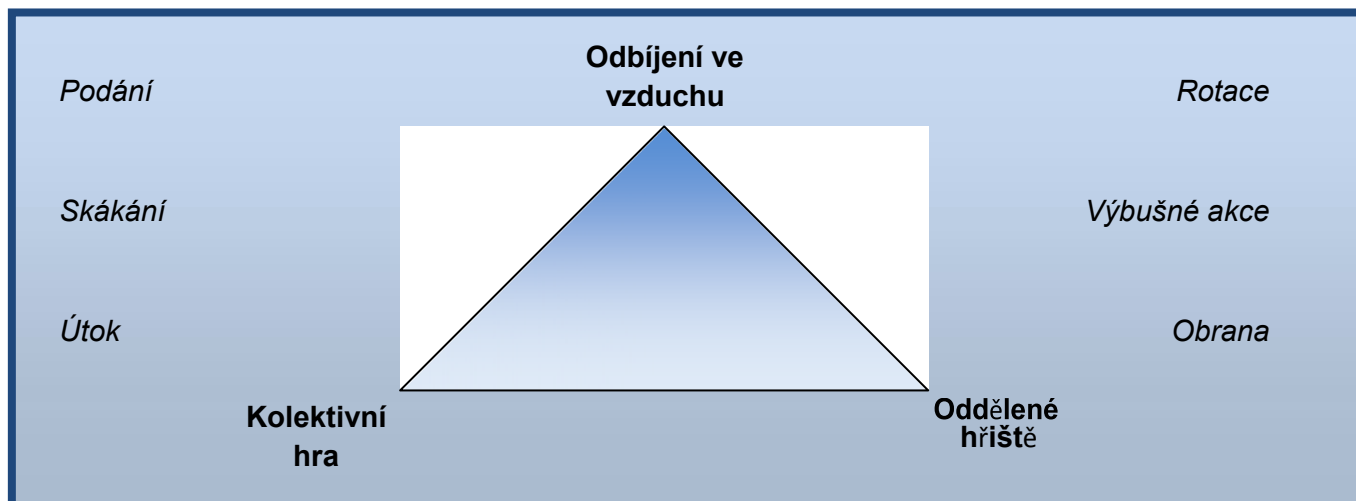 Odbíjení ve
vzduchu
Podání
Rotace
Skákání
Výbušné akce
Útok
Obrana
Kolektivní
hra
Oddělené
hřiště